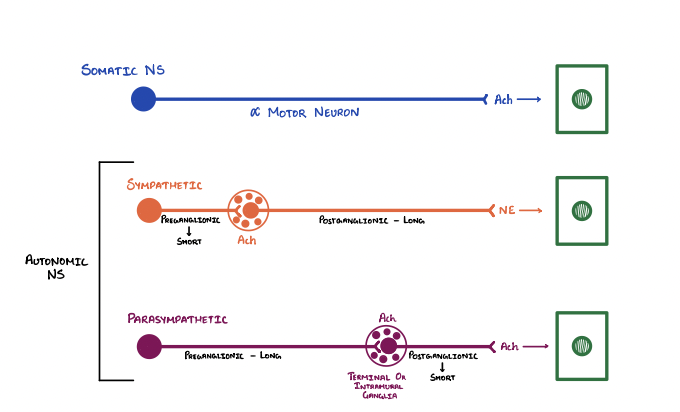 Somatic NS
Ach
α Motor Neuron
Sympathetic
NE
Preganglionic
Postganglionic - Long
Short
Ach
Autonomic
NS
Parasympathetic
Ach
Ach
Preganglionic - Long
Postganglionic
Short
Terminal Or
Intramural
Ganglia